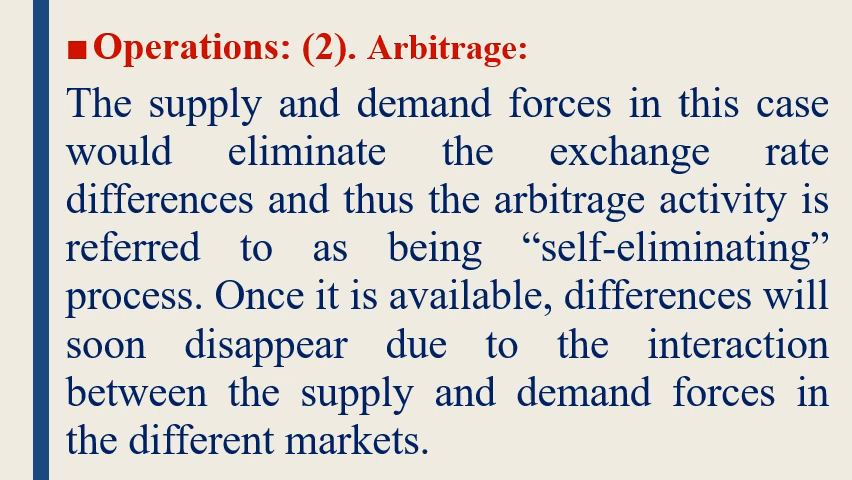 ■Operations: (2). Arbitrage:
The supply and demand forces in this case
would eliminate the exchange rate
differences and thus the arbitrage activity is
referred to as being “self-eliminating”
process. Once it is available, differences will
soon disappear due to the interaction
between the supply and demand forces in
the different markets.